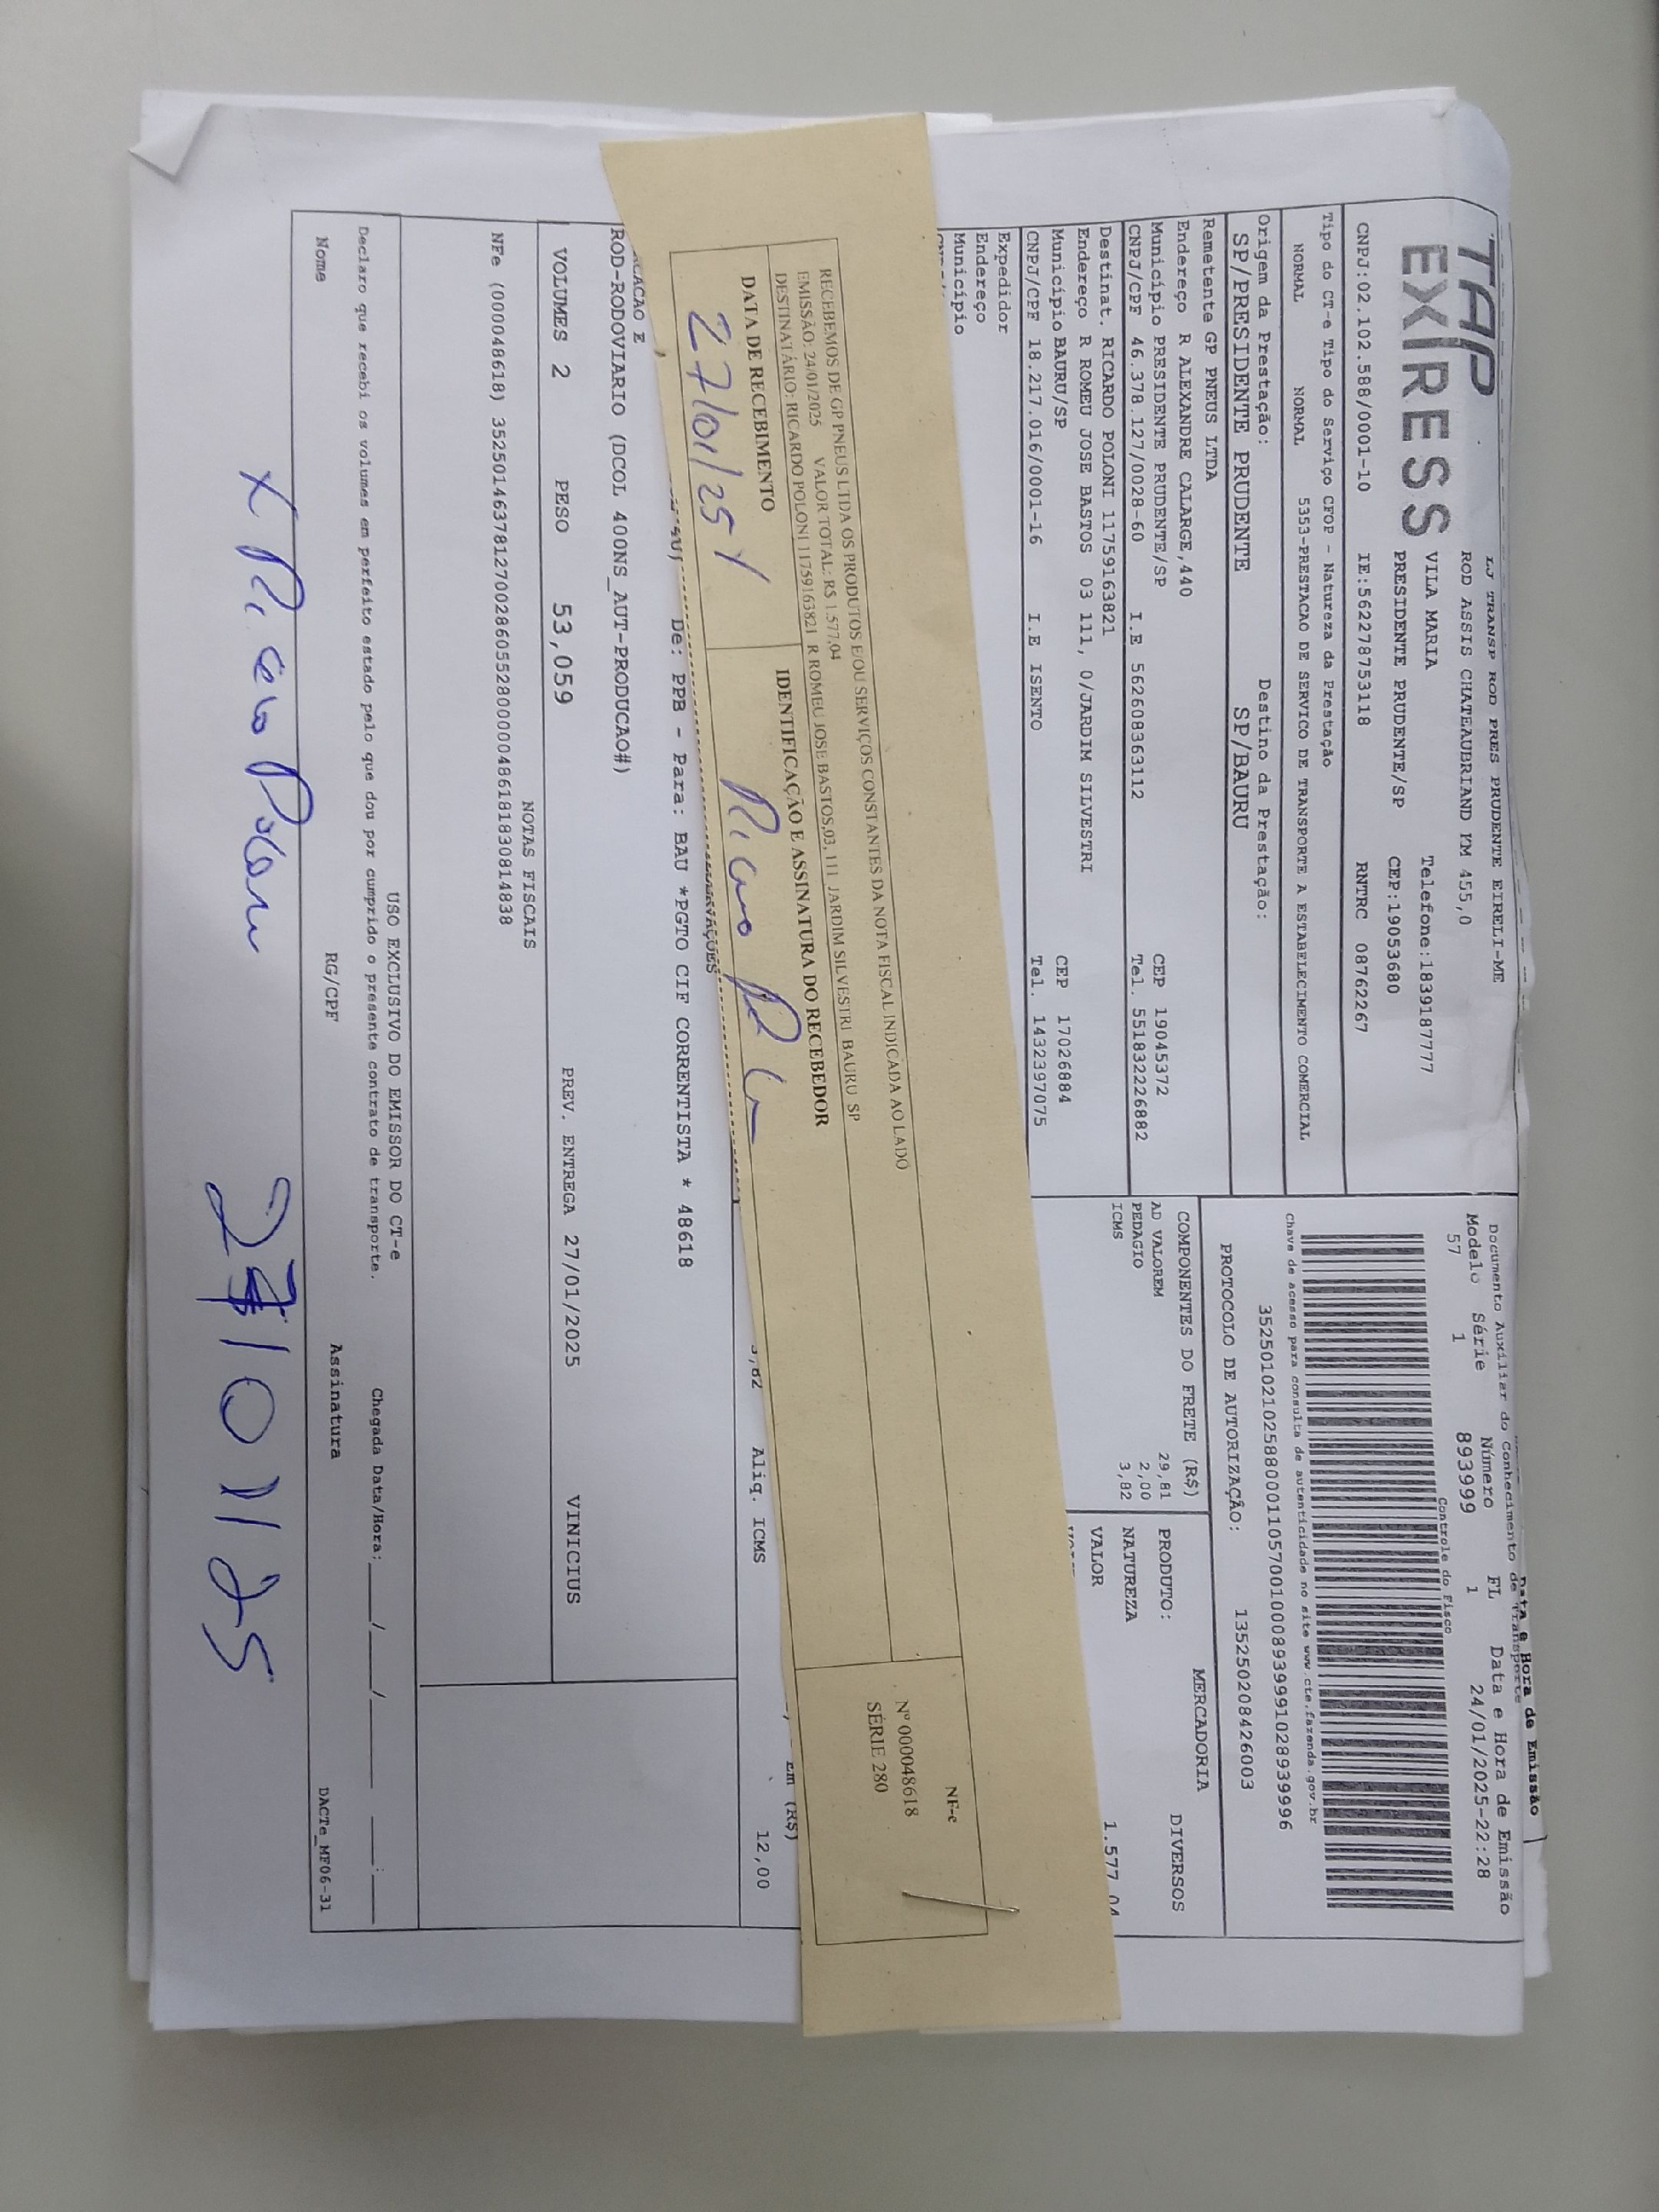 TAP
EXPRESS
LJ TRANSP ROD PRES PRUDENTE EIRELI-ME
ROD ASSIS CHATEAUBRIAND KM 455,0
VILA MARIA Telefone:1839187777
PRESIDENTE PRUDENTE/SP CEP:19053680
CNPJ:02.102.588/0001-10 IE:562278753118 RNTRC 08762267
Tipo do CT-e Tipo do Serviço CFOP - Natureza da Prestação
NORMAL NORMAL 5353-PRESTACAO DE SERVICO DE TRANSPORTE A ESTABELECIMENTO COMERCIAL
Origem da Prestação: Destino da Prestação:
SP/PRESIDENTE PRUDENTE SP/BAURU
Remetente GP PNEUS LTDA
Endereço R ALEXANDRE CALARGE,440
Município PRESIDENTE PRUDENTE/SP CEP 19045372
CNPJ/CPF 46.378.127/0028-60 I.E 562608363112 Tel. 551832226882
Destinat. RICARDO POLONI 11759163821
Endereço R ROMEU JOSE BASTOS 03 111, 0/JARDIM SILVESTRI
Município BAURU/SP CEP 17026884
CNPJ/CPF 18.217.016/0001-16 I.E ISENTO Tel. 1432397075
Expedidor
Endereço
Município
Data e Hora de Emissão
Documento Auxiliar do Conhecimento de Transporte
Modelo Série Número FL Data e Hora de Emissão
57 1 893999 1 24/01/2025-22:28
Controle do Fisco
Chave de acesso para consulta de autenticidade no site www.cte.fazenda.gov.br
35250102102588000110570010008939991028939996
PROTOCOLO DE AUTORIZAÇÃO: 135250208426003
COMPONENTES DO FRETE (R$)
AD VALOREM 29,81
PEDAGIO 2,00
ICMS 3,82
MERCADORIA
PRODUTO: DIVERSOS
NATUREZA
VALOR 1.577,04
RECEBEMOS DE GP PNEUS LTDA OS PRODUTOS E/OU SERVIÇOS CONSTANTES DA NOTA FISCAL INDICADA AO LADO
EMISSÃO: 24/01/2025 VALOR TOTAL: R$ 1.577,04
DESTINATÁRIO: RICARDO POLONI 11759163821 R ROMEU JOSE BASTOS,03, 111 JARDIM SILVESTRI BAURU SP
DATA DE RECEBIMENTO IDENTIFICAÇÃO E ASSINATURA DO RECEBEDOR
27/01/25
NF-e
Nº 000048618
SÉRIE 280
3,82 Aliq. ICMS 12,00
De: PPB - Para: BAU *PGTO CIF CORRENTISTA * 48618
ROD-RODOVIARIO (DCOL 400NS_AUT-PRODUCAO#)
VOLUMES 2 PESO 53,059 PREV. ENTREGA 27/01/2025 VINICIUS
NOTAS FISCAIS
NFe (000048618) 35250146378127002860552800000486181830814838
USO EXCLUSIVO DO EMISSOR DO CT-e
Declaro que recebi os volumes em perfeito estado pelo que dou por cumprido o presente contrato de transporte. Chegada Data/Hora:___/___/____ ___:___
Nome RG/CPF Assinatura DACTe_MF06-31
27/01/25